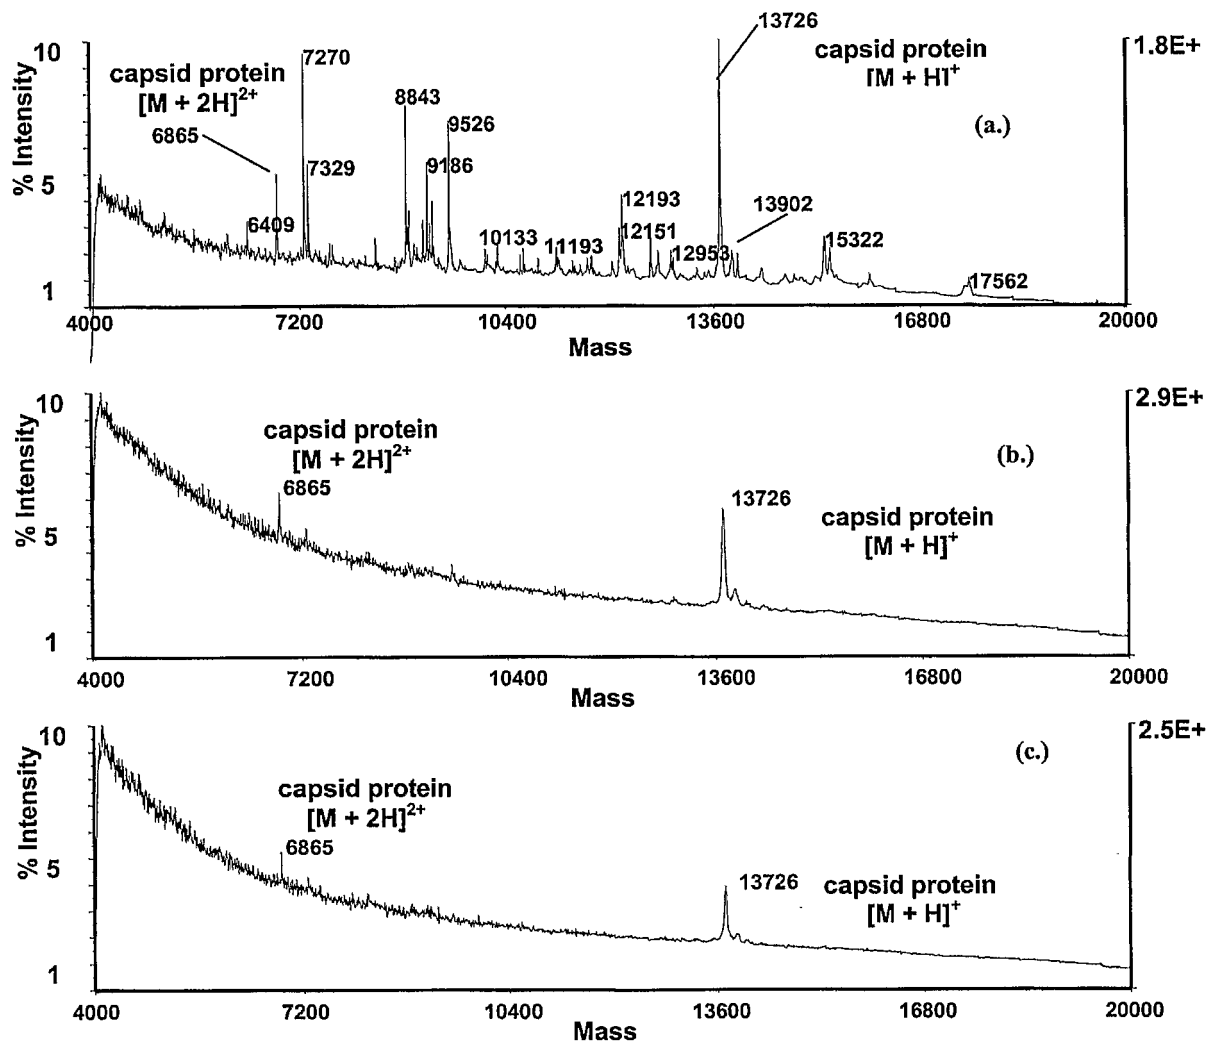 10
5
1
% Intensity
capsid protein
[M + 2H]2+
6865
6409
7270
7329
8843
9186
9526
10133
11193
12193
12151
12953
13726
13902
15322
17562
capsid protein
[M + H]+
(a.)
1.8E+
4000 7200 10400 13600 16800 20000
Mass
10
5
1
% Intensity
capsid protein
[M + 2H]2+
6865
13726
capsid protein
[M + H]+
(b.)
2.9E+
4000 7200 10400 13600 16800 20000
Mass
10
5
1
% Intensity
capsid protein
[M + 2H]2+
6865
13726
capsid protein
[M + H]+
(c.)
2.5E+
4000 7200 10400 13600 16800 20000
Mass